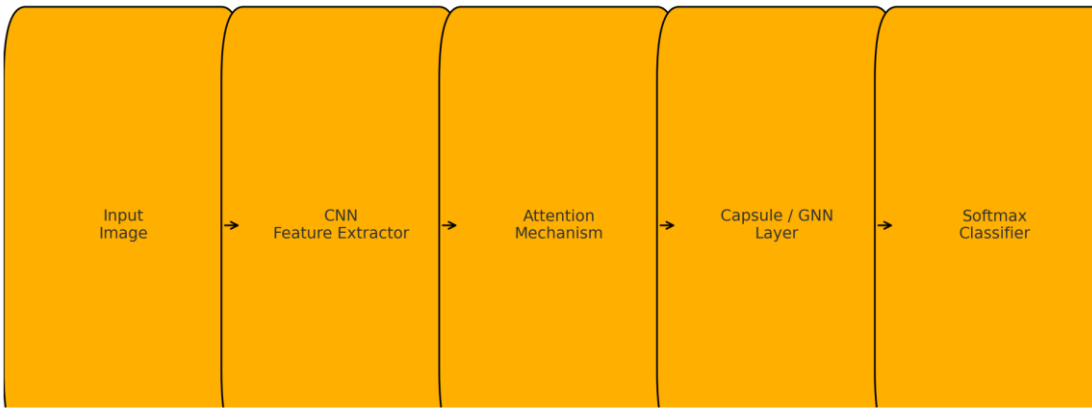 Input
Image
CNN
Feature Extractor
Attention
Mechanism
Capsule / GNN
Layer
Softmax
Classifier